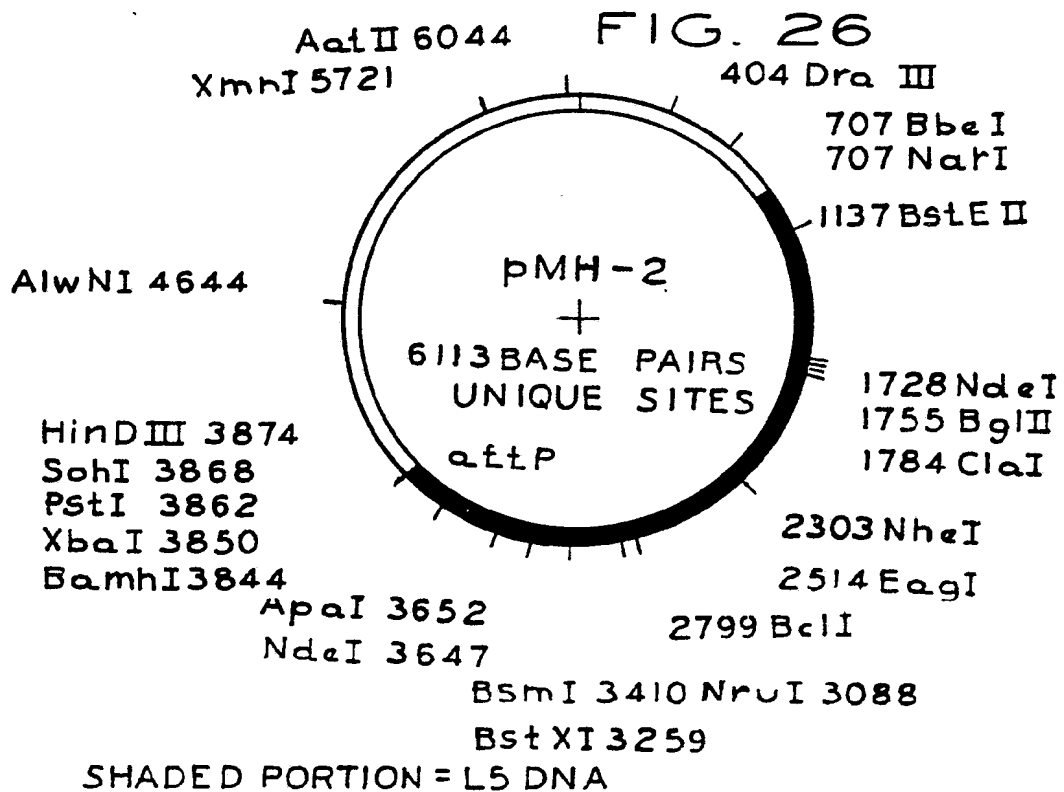 FIG. 26
AatII 6044
XmnI 5721
404 Dra III
707 BbeI
707 NarI
1137 BstE II
AlwNI 4644
pMH-2
6113 BASE PAIRS
UNIQUE SITES
attP
1728 NdeI
1755 BglII
1784 ClaI
HinDIII 3874
SohI 3868
PstI 3862
XbaI 3850
BamhI 3844
2303 NheI
2514 EagI
2799 BclI
ApaI 3652
NdeI 3647
BsmI 3410 NruI 3088
BstXI 3259
SHADED PORTION = L5 DNA